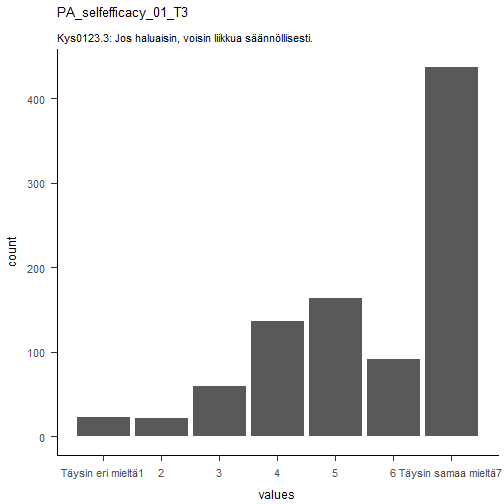 PA_selfefficacy_01_T3
Kys0123.3: Jos haluaisin, voisin liikkua säännöllisesti.
400
300
200
100
0
count
Täysin eri mieltä1 2 3 4 5 6 Täysin samaa mieltä7
values